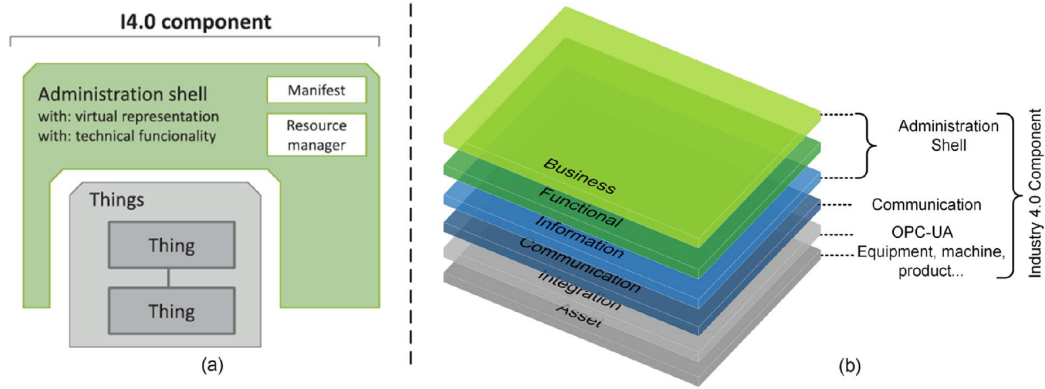 I4.0 component
Administration shell
with: virtual representation
with: technical funcionality
Manifest
Resource
manager
Things
Thing
Thing
(a)
Business
Functional
Information
Communication
Integration
Asset
Administration
Shell
Communication
OPC-UA
Equipment, machine,
product...
Industry 4.0 Component
(b)